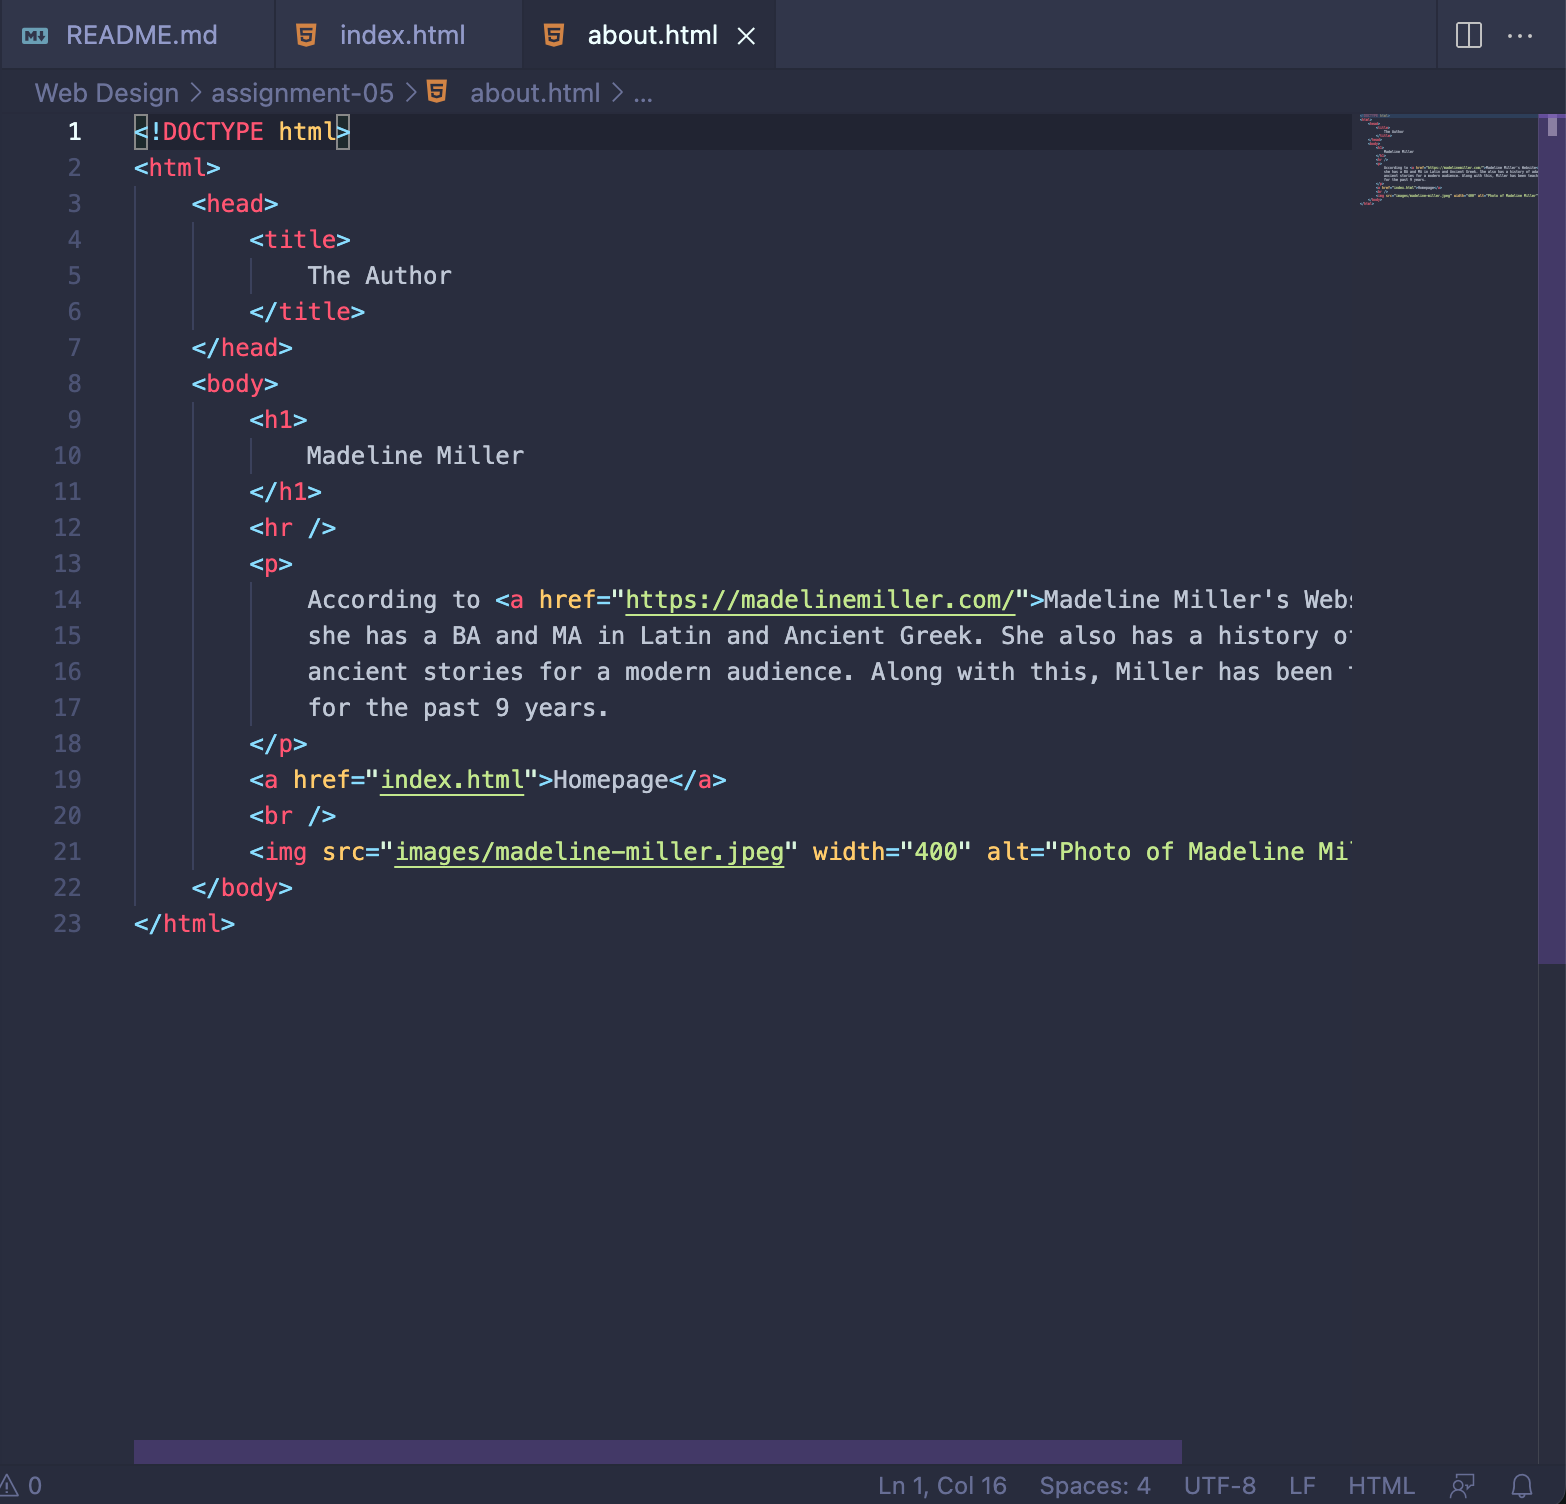 README.md index.html about.html
Web Design > assignment-05 > about.html > ...
1 <!DOCTYPE html>
2 <html>
3 <head>
4 <title>
5 The Author
6 </title>
7 </head>
8 <body>
9 <h1>
10 Madeline Miller
11 </h1>
12 <hr />
13 <p>
14 According to <a href="https://madelinemiller.com/">Madeline Miller's Webs
15 she has a BA and MA in Latin and Ancient Greek. She also has a history o
16 ancient stories for a modern audience. Along with this, Miller has been
17 for the past 9 years.
18 </p>
19 <a href="index.html">Homepage</a>
20 <br />
21 <img src="images/madeline-miller.jpeg" width="400" alt="Photo of Madeline Mi
22 </body>
23 </html>
0 Ln 1, Col 16 Spaces: 4 UTF-8 LF HTML